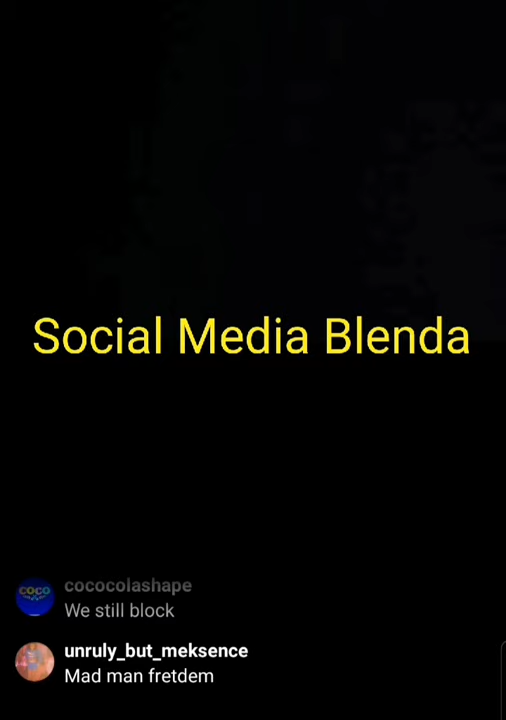 Social Media Blenda
cococolashape
We still block
unruly_but_meksence
Mad man fretdem